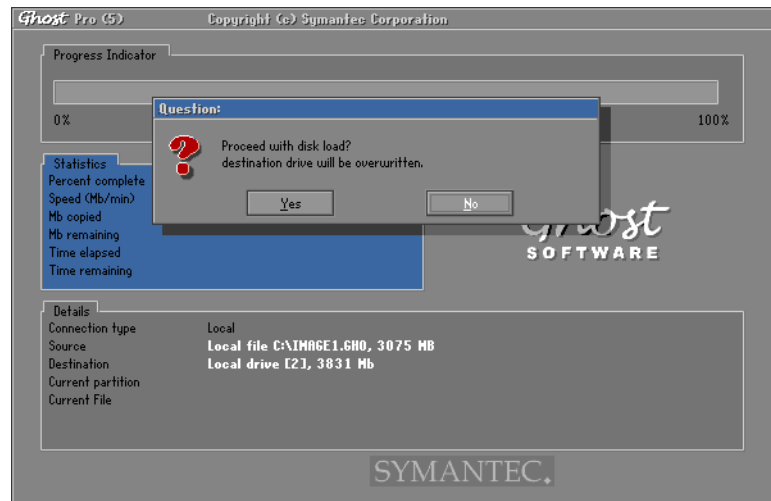 Ghost Pro (5) Copyright (c) Symantec Corporation
Progress Indicator
0% 100%
Question:
Proceed with disk load?
destination drive will be overwritten.
Yes No
Statistics
Percent complete
Speed (Mb/min)
Mb copied
Mb remaining
Time elapsed
Time remaining
Ghost
SOFTWARE
Details
Connection type Local
Source Local file C:\IMAGE1.GHO, 3075 MB
Destination Local drive [2], 3831 Mb
Current partition
Current File
SYMANTEC.